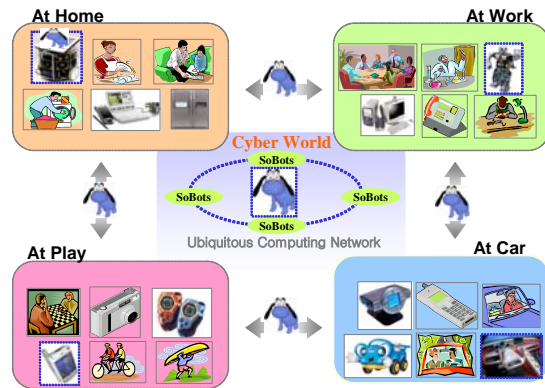 At Home
At Work
Cyber World
SoBots
SoBots
SoBots
SoBots
Ubiquitous Computing Network
At Play
At Car